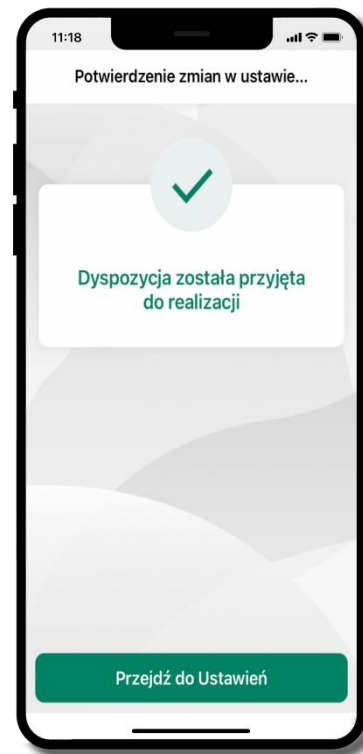 11:18
Potwierdzenie zmian w ustawie...
Dyspozycja została przyjęta
do realizacji
Przejdź do Ustawień